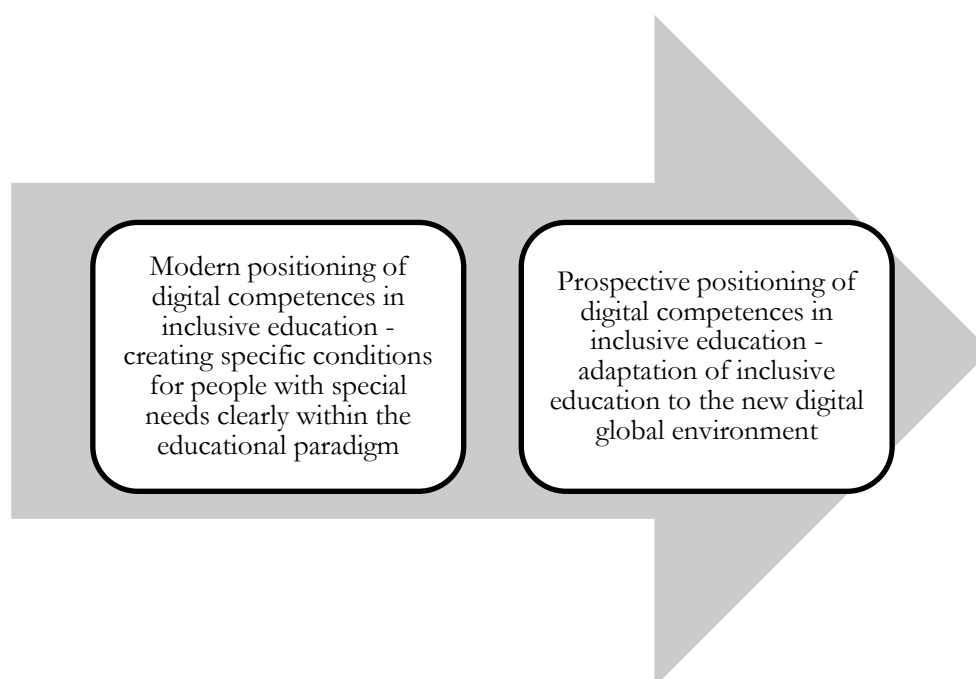 Modern positioning of
digital competences in
inclusive education -
creating specific conditions
for people with special
needs clearly within the
educational paradigm
Prospective positioning of
digital competences in
inclusive education -
adaptation of inclusive
education to the new digital
global environment